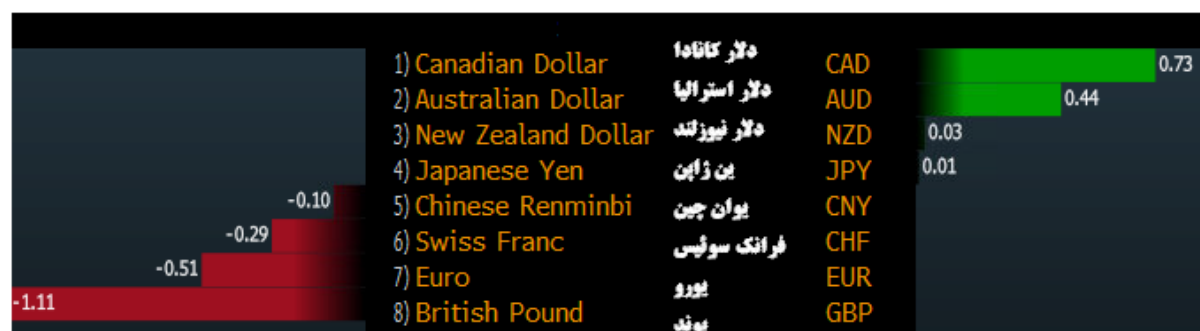 1) Canadian Dollar دلار کانادا CAD 0.73
2) Australian Dollar دلار استرالیا AUD 0.44
3) New Zealand Dollar دلار نیوزلند NZD 0.03
4) Japanese Yen ین ژاپن JPY 0.01
-0.10 5) Chinese Renminbi یوان چین CNY
-0.29 6) Swiss Franc فرانک سوئیس CHF
-0.51 7) Euro یورو EUR
-1.11 8) British Pound پوند GBP